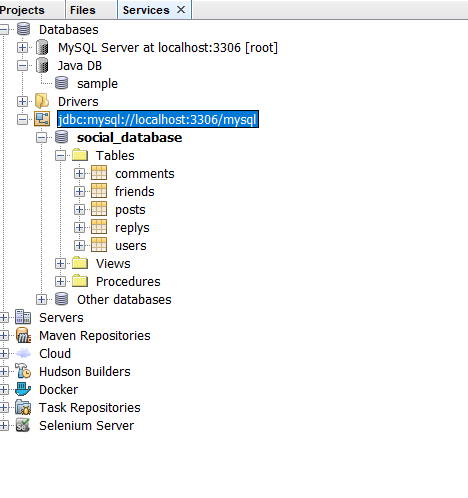 Projects Files Services ×
Databases
MySQL Server at localhost:3306 [root]
Java DB
sample
Drivers
jdbc:mysql://localhost:3306/mysql
social_database
Tables
comments
friends
posts
replys
users
Views
Procedures
Other databases
Servers
Maven Repositories
Cloud
Hudson Builders
Docker
Task Repositories
Selenium Server